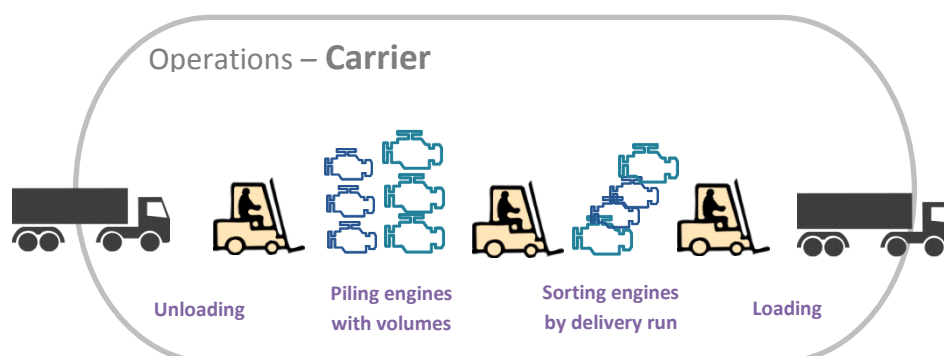 Operations – Carrier
Unloading
Piling engines
with volumes
Sorting engines
by delivery run
Loading